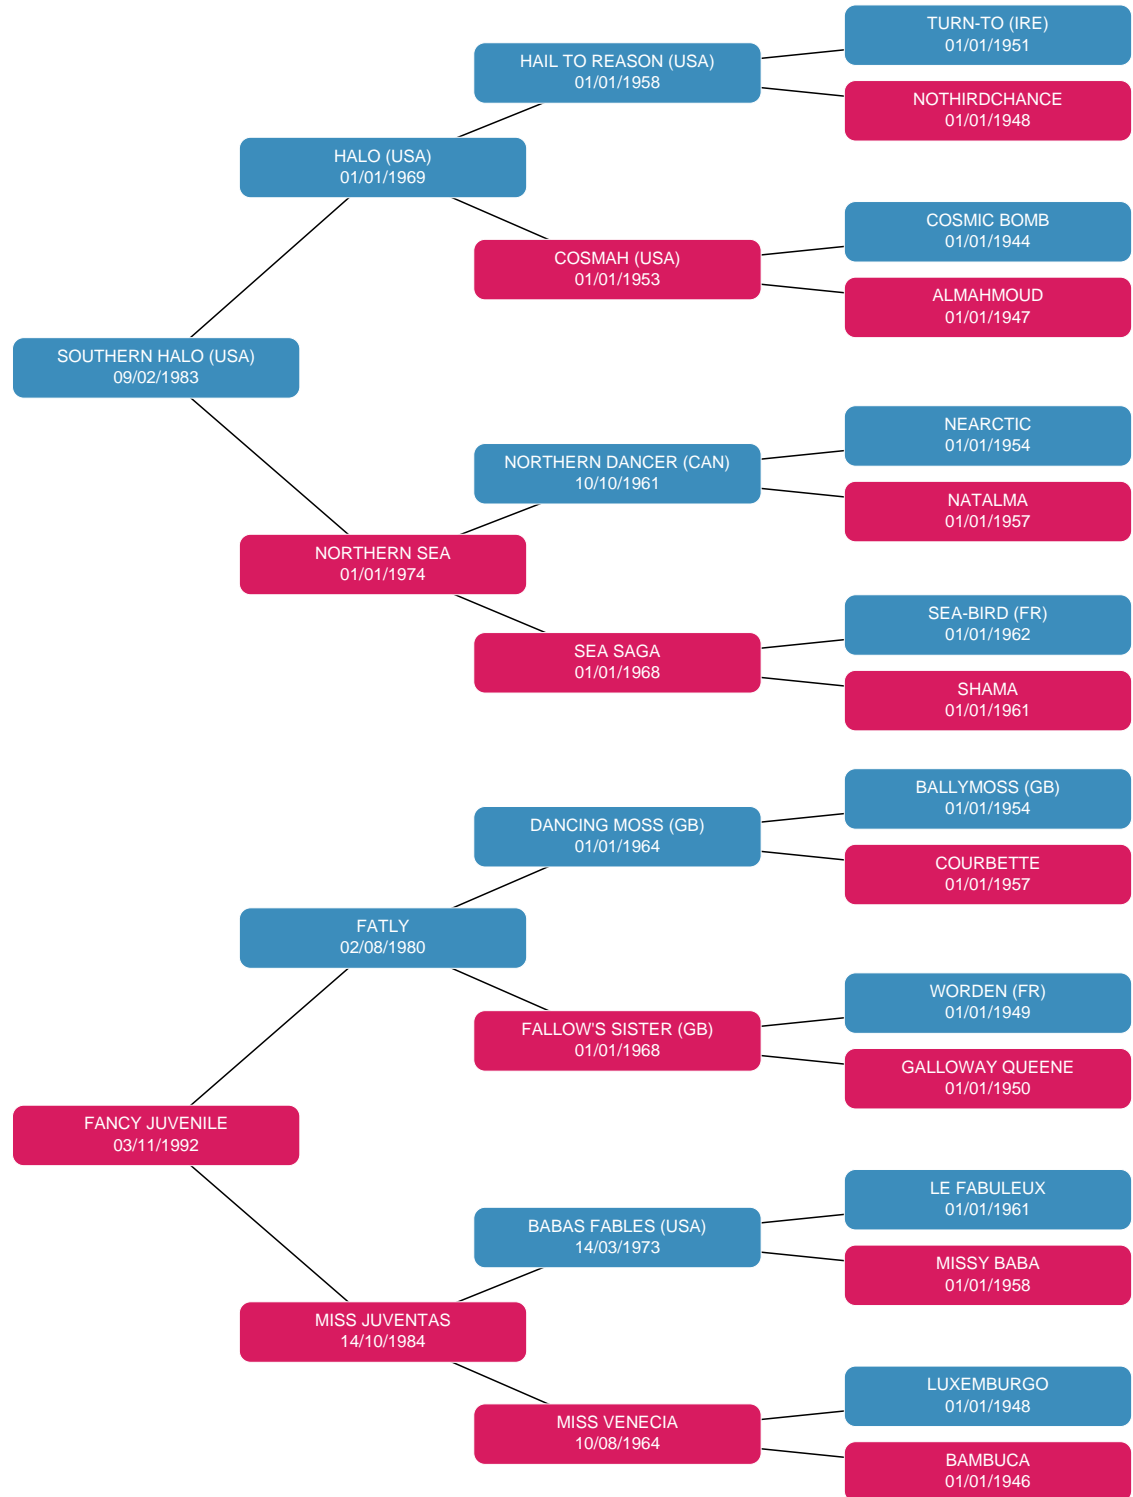 TURN-TO (IRE)
01/01/1951
HAIL TO REASON (USA)
01/01/1958
NOTHIRDCHANCE
01/01/1948
HALO (USA)
01/01/1969
COSMIC BOMB
01/01/1944
COSMAH (USA)
01/01/1953
ALMAHMOUD
01/01/1947
SOUTHERN HALO (USA)
09/02/1983
NEARCTIC
01/01/1954
NORTHERN DANCER (CAN)
10/10/1961
NATALMA
01/01/1957
NORTHERN SEA
01/01/1974
SEA-BIRD (FR)
01/01/1962
SEA SAGA
01/01/1968
SHAMA
01/01/1961
BALLYMOSS (GB)
01/01/1954
DANCING MOSS (GB)
01/01/1964
COURBETTE
01/01/1957
FATLY
02/08/1980
WORDEN (FR)
01/01/1949
FALLOW'S SISTER (GB)
01/01/1968
GALLOWAY QUEENE
01/01/1950
FANCY JUVENILE
03/11/1992
LE FABULEUX
01/01/1961
BABAS FABLES (USA)
14/03/1973
MISSY BABA
01/01/1958
MISS JUVENTAS
14/10/1984
LUXEMBURGO
01/01/1948
MISS VENECIA
10/08/1964
BAMBUCA
01/01/1946